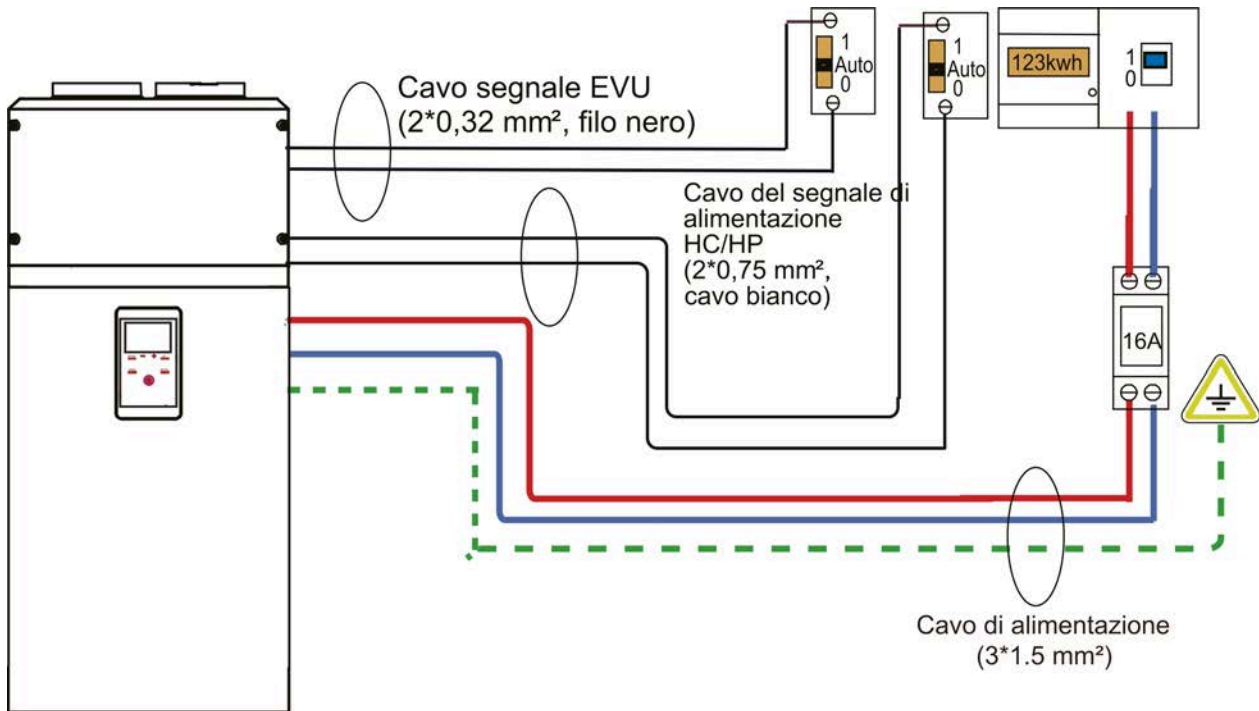 Cavo segnale EVU
(2*0,32 mm², filo nero)
1
Auto
0
1
Auto
0
123kwh
1
0
Cavo del segnale di
alimentazione
HC/HP
(2*0,75 mm²,
cavo bianco)
16A
Cavo di alimentazione
(3*1.5 mm²)